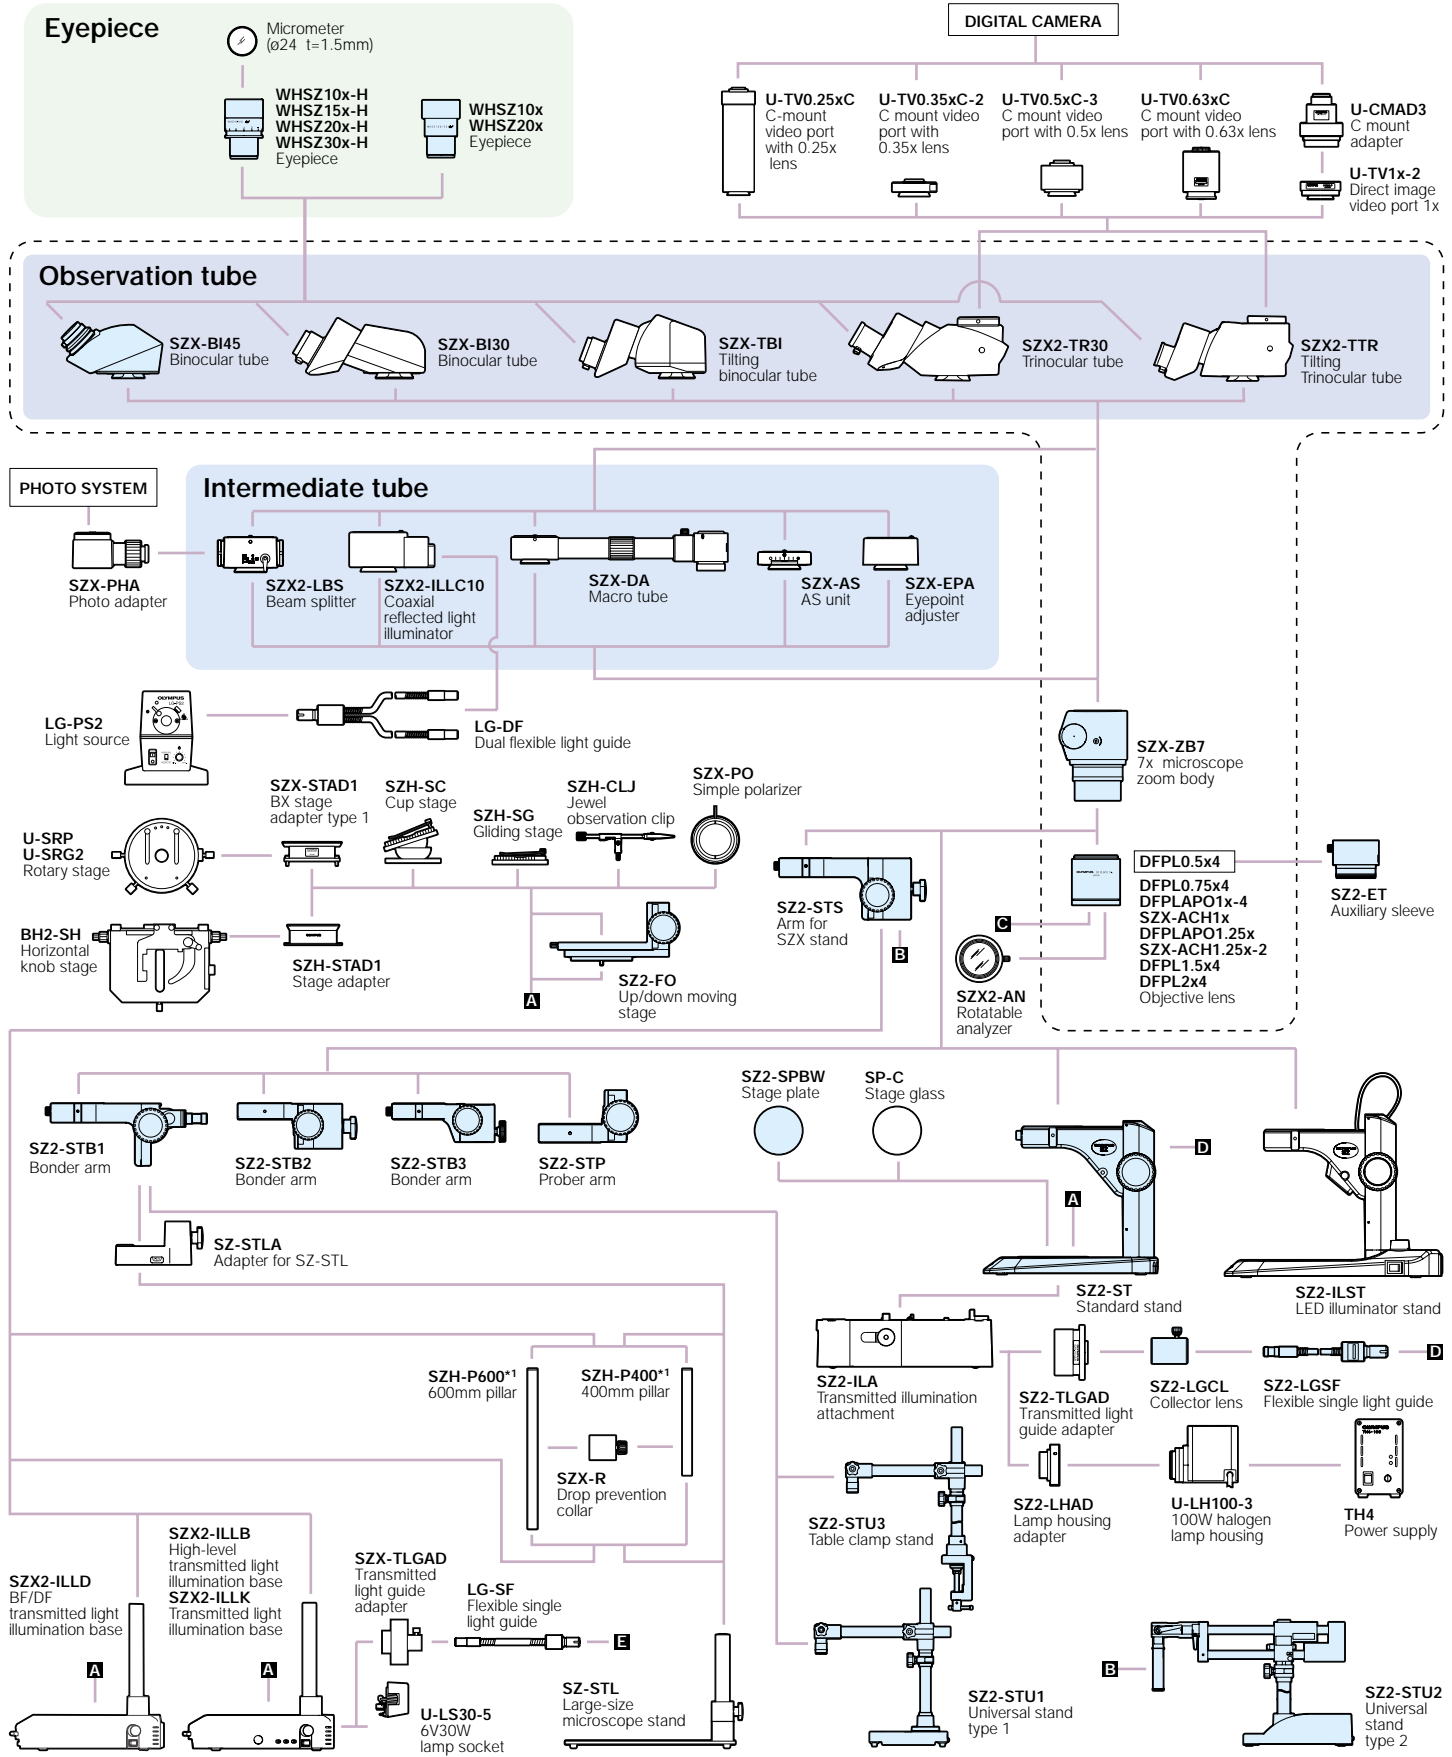 Eyepiece
Micrometer
(ø24 t=1.5mm)
WHSZ10x-H
WHSZ15x-H
WHSZ20x-H
WHSZ30x-H
Eyepiece
WHSZ10x
WHSZ20x
Eyepiece
DIGITAL CAMERA
U-TV0.25xC
C-mount
video port
with 0.25x
lens
U-TV0.35xC-2
C mount video
port with
0.35x lens
U-TV0.5xC-3
C mount video
port with 0.5x lens
U-TV0.63xC
C mount video
port with 0.63x lens
U-CMAD3
C mount
adapter
U-TV1x-2
Direct image
video port 1x
Observation tube
SZX-BI45
Binocular tube
SZX-BI30
Binocular tube
SZX-TBI
Tilting
binocular tube
SZX2-TR30
Trinocular tube
SZX2-TTR
Tilting
Trinocular tube
PHOTO SYSTEM
SZX-PHA
Photo adapter
Intermediate tube
SZX2-LBS
Beam splitter
SZX2-ILLC10
Coaxial
reflected light
illuminator
SZX-DA
Macro tube
SZX-AS
AS unit
SZX-EPA
Eyepoint
adjuster
OLYMPUS
LG-PS2
LG-PS2
Light source
LG-DF
Dual flexible light guide
SZX-ZB7
7x microscope
zoom body
SZX-STAD1
BX stage
adapter type 1
SZH-SC
Cup stage
SZH-SG
Gliding stage
SZH-CLJ
Jewel
observation clip
SZX-PO
Simple polarizer
U-SRP
U-SRG2
Rotary stage
BH2-SH
Horizontal
knob stage
SZH-STAD1
Stage adapter
SZ2-FO
Up/down moving
stage
A
SZ2-STS
Arm for
SZX stand
B
C
SZX2-AN
Rotatable
analyzer
DFPL0.5x4
DFPL0.75x4
DFPLAPO1x-4
SZX-ACH1x
DFPLAPO1.25x
SZX-ACH1.25x-2
DFPL1.5x4
DFPL2x4
Objective lens
SZ2-ET
Auxiliary sleeve
SZ2-STB1
Bonder arm
SZ2-STB2
Bonder arm
SZ2-STB3
Bonder arm
SZ2-STP
Prober arm
SZ2-SPBW
Stage plate
SP-C
Stage glass
D
A
SZ2-ST
Standard stand
SZ2-ILST
LED illuminator stand
SZ-STLA
Adapter for SZ-STL
SZH-P600*1
600mm pillar
SZH-P400*1
400mm pillar
SZX-R
Drop prevention
collar
SZ2-ILA
Transmitted illumination
attachment
SZ2-TLGAD
Transmitted light
guide adapter
SZ2-LGCL
Collector lens
SZ2-LGSF
Flexible single light guide
D
SZ2-LHAD
Lamp housing
adapter
U-LH100-3
100W halogen
lamp housing
TH4
Power supply
SZ2-STU3
Table clamp stand
SZX2-ILLD
BF/DF
transmitted light
illumination base
A
SZX2-ILLB
High-level
transmitted light
illumination base
SZX2-ILLK
Transmitted light
illumination base
A
SZX-TLGAD
Transmitted
light guide
adapter
LG-SF
Flexible single
light guide
E
U-LS30-5
6V30W
lamp socket
SZ-STL
Large-size
microscope stand
SZ2-STU1
Universal stand
type 1
B
SZ2-STU2
Universal
stand
type 2